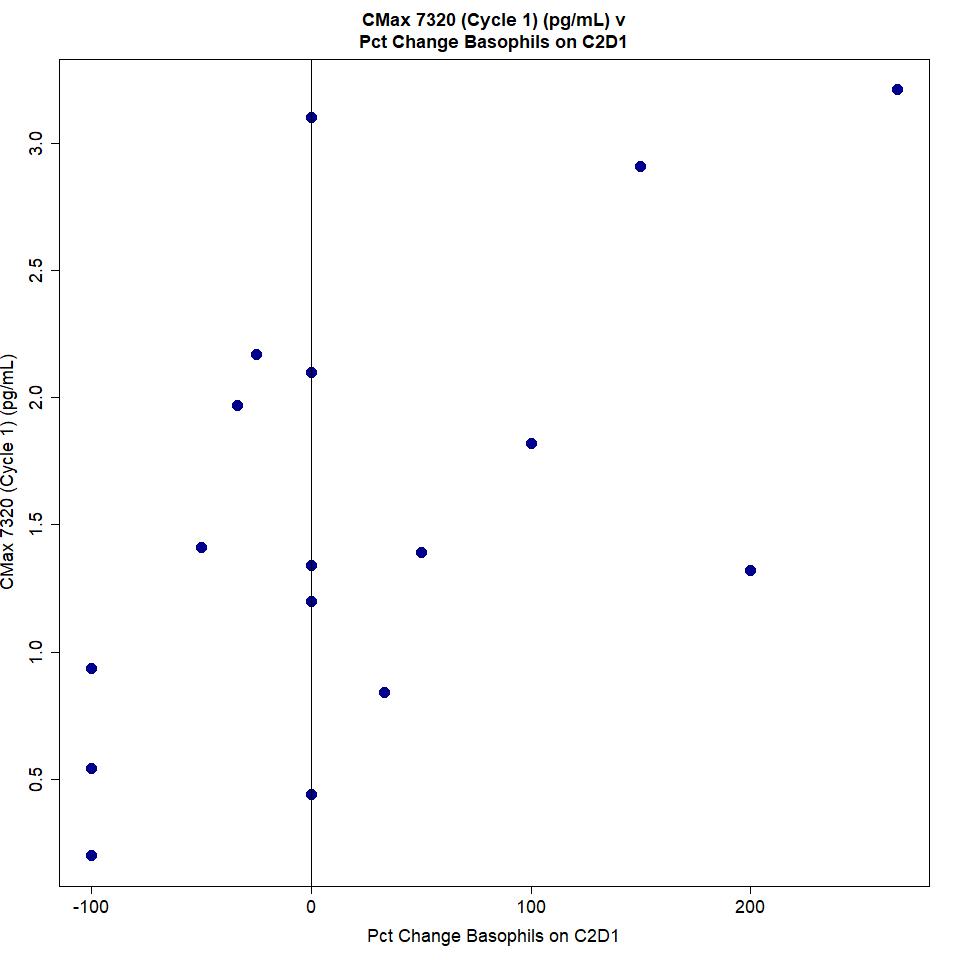 CMax 7320 (Cycle 1) (pg/mL) v
Pct Change Basophils on C2D1
CMax 7320 (Cycle 1) (pg/mL)
3.0
2.5
2.0
1.5
1.0
0.5
-100
0
100
200
Pct Change Basophils on C2D1